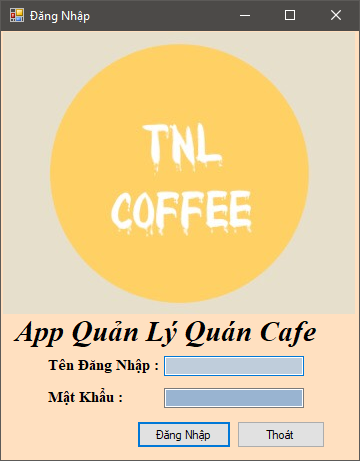 Đăng Nhập
TNL
COFFEE
App Quản Lý Quán Cafe
Tên Đăng Nhập :
Mật Khẩu :
Đăng Nhập
Thoát